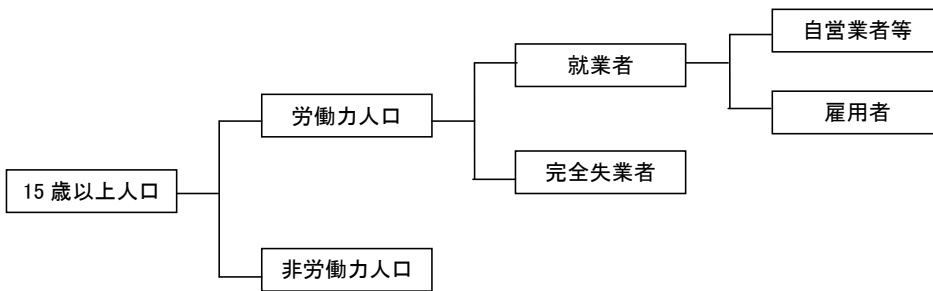 自営業者等
就業者
労働力人口
雇用者
15歳以上人口
完全失業者
非労働力人口